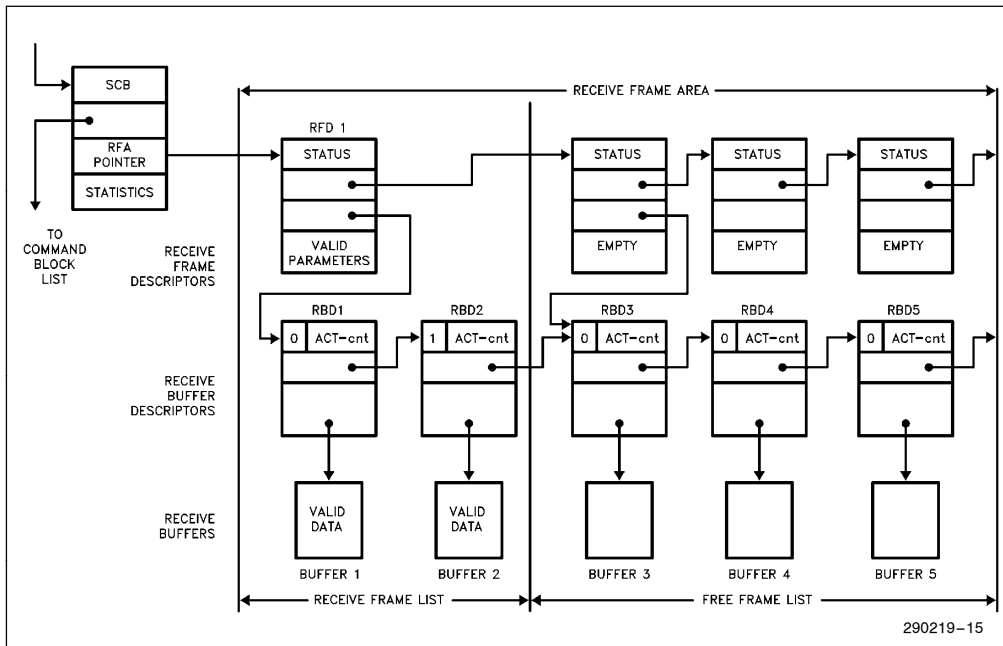 SCB
RFA
POINTER
STATISTICS
TO
COMMAND
BLOCK
LIST
RECEIVE FRAME AREA
RFD 1
STATUS
VALID
PARAMETERS
STATUS
EMPTY
STATUS
EMPTY
STATUS
EMPTY
RECEIVE
FRAME
DESCRIPTORS
RBD1
0 ACT-cnt
RBD2
1 ACT-cnt
RBD3
0 ACT-cnt
RBD4
0 ACT-cnt
RBD5
0 ACT-cnt
RECEIVE
BUFFER
DESCRIPTORS
RECEIVE
BUFFERS
VALID
DATA
VALID
DATA
BUFFER 1
BUFFER 2
BUFFER 3
BUFFER 4
BUFFER 5
RECEIVE FRAME LIST
FREE FRAME LIST
290219–15